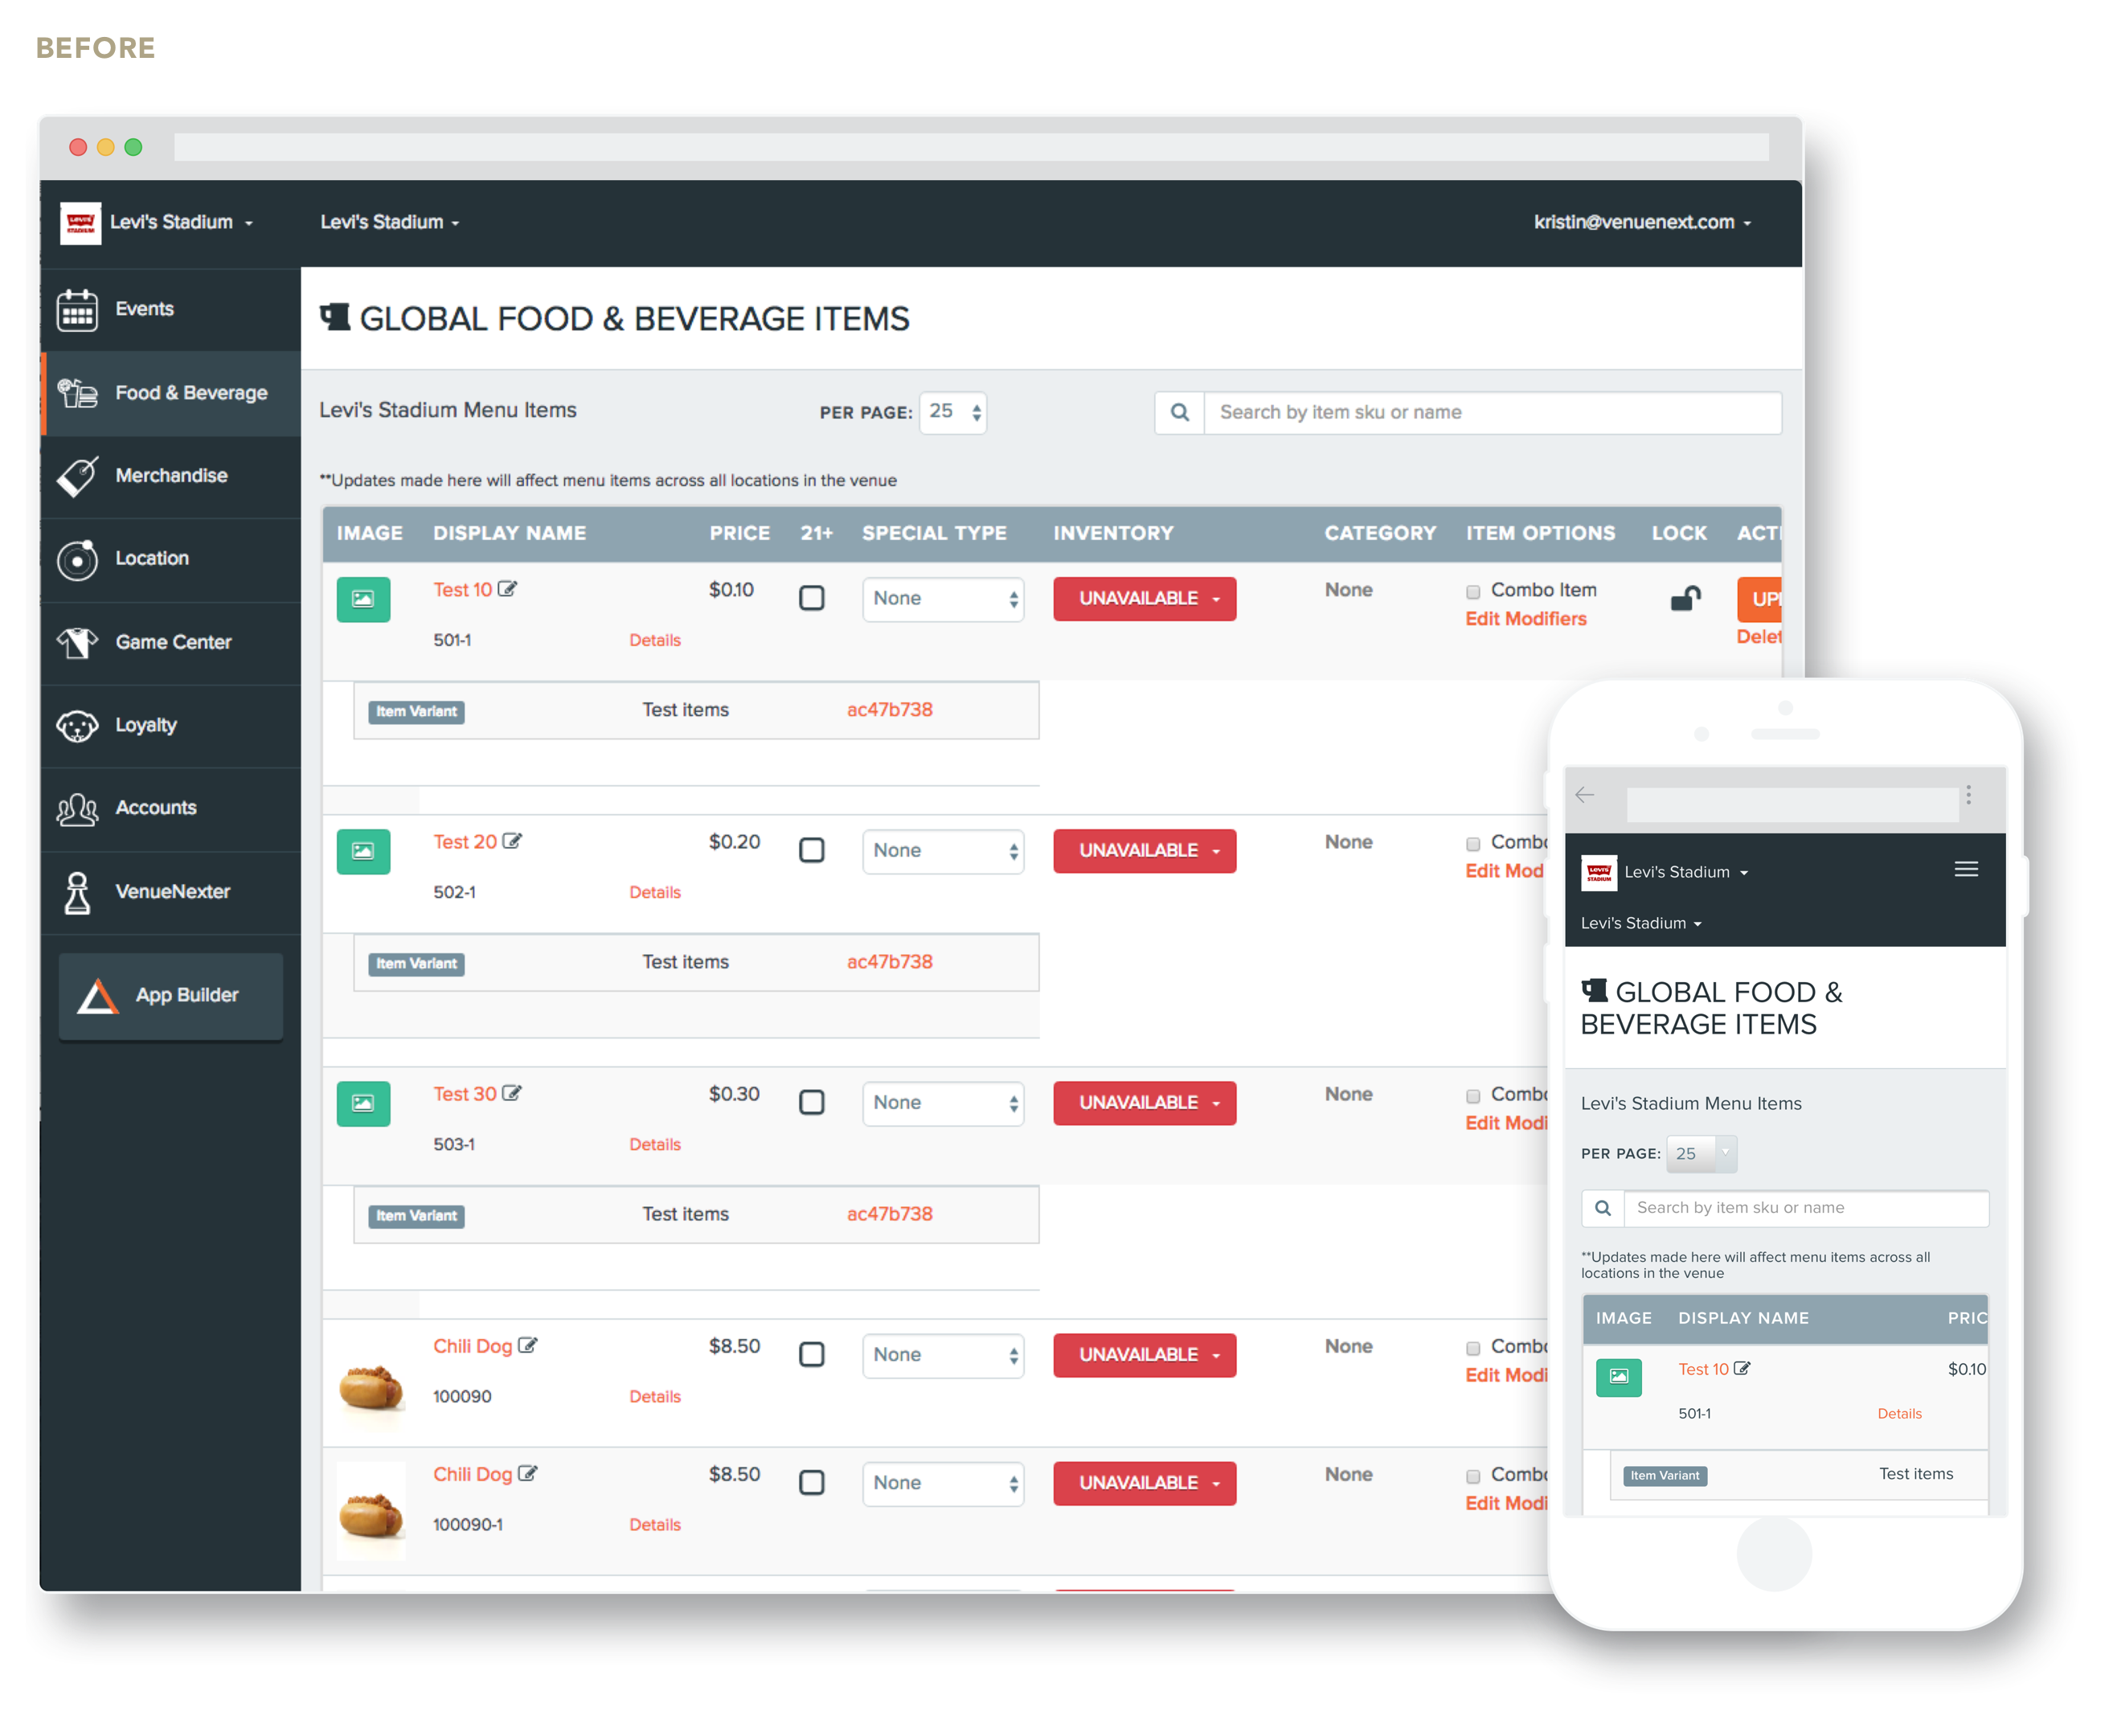 BEFORE
LEVI'S STADIUM Levi's Stadium Levi's Stadium kristin@venuenext.com
Events
Food & Beverage
Merchandise
Location
Game Center
Loyalty
Accounts
VenueNexter
App Builder
GLOBAL FOOD & BEVERAGE ITEMS
Levi's Stadium Menu Items PER PAGE: 25 Search by item sku or name
**Updates made here will affect menu items across all locations in the venue
IMAGE DISPLAY NAME PRICE 21+ SPECIAL TYPE INVENTORY CATEGORY ITEM OPTIONS LOCK ACTI
Test 10 $0.10 None UNAVAILABLE None Combo Item UP
501-1 Details Edit Modifiers Delet
Item Variant Test items ac47b738
Test 20 $0.20 None UNAVAILABLE None Combo
502-1 Details Edit Mod
Item Variant Test items ac47b738
Test 30 $0.30 None UNAVAILABLE None Combo
503-1 Details Edit Modi
Item Variant Test items ac47b738
Chili Dog $8.50 None UNAVAILABLE None Combo
100090 Details Edit Modi
Chili Dog $8.50 None UNAVAILABLE None Combo
100090-1 Details Edit Modi
LEVI'S STADIUM Levi's Stadium
Levi's Stadium
GLOBAL FOOD &
BEVERAGE ITEMS
Levi's Stadium Menu Items
PER PAGE: 25
Search by item sku or name
**Updates made here will affect menu items across all
locations in the venue
IMAGE DISPLAY NAME PRIC
Test 10 $0.10
501-1 Details
Item Variant Test items